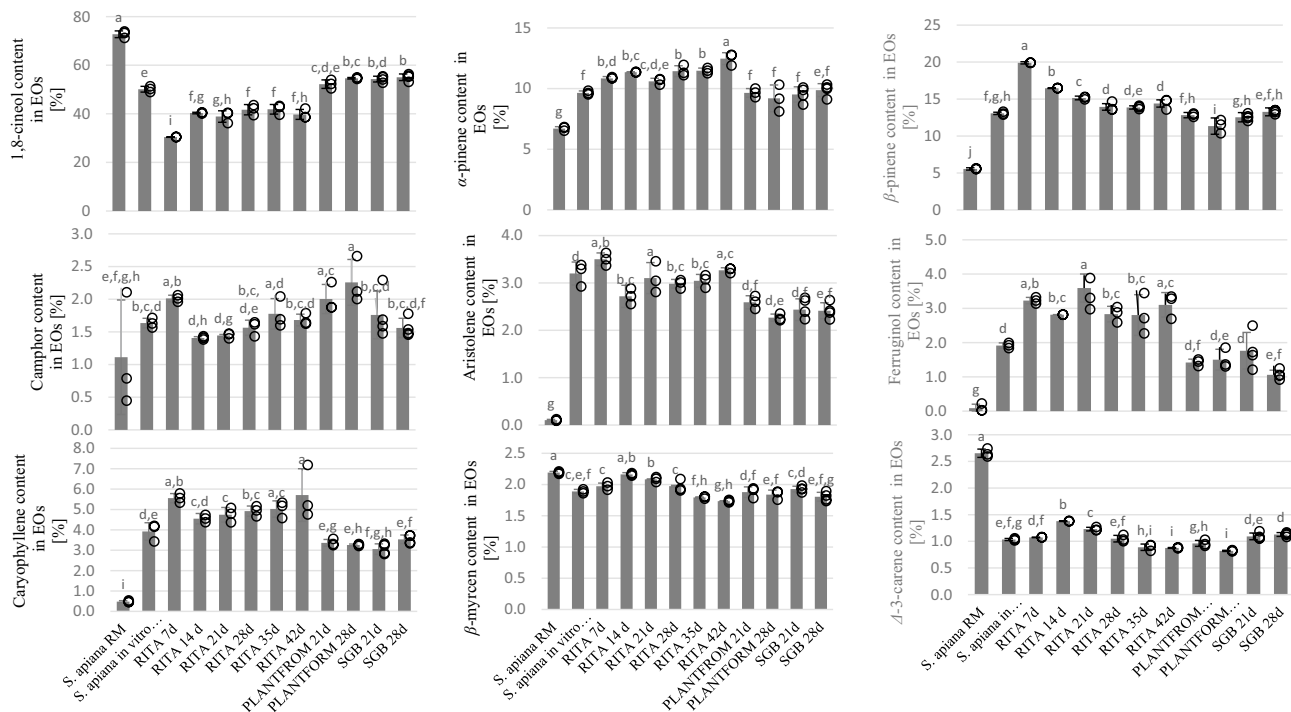 1,8-cineol content
in EOs
[%]
80
60
40
20
0
a
e
i
f,g
g,h
f
f
f,h
c,d,e
b,c
b,d
b
α-pinene content in
EOs
[%]
15
10
5
0
g
f
b,d
b,c
c,d,e
b
b
a
f
f
f
e,f
β-pinene content in EOs
[%]
25
20
15
10
5
0
j
f,g,h
a
b
c
d
d,e
d
f,h
i
g,h
e,f,h
Camphor content
in EOs
[%]
3.0
2.5
2.0
1.5
1.0
0.5
0.0
e,f,g,h
b,c,d
a,b
d,h
d,g
b,c,
d,e
a,d
b,c,d
a,c
a
b,c,d
b,c,d,f
Aristolene content in
EOs [%]
4.0
3.0
2.0
1.0
0.0
g
d
a,b
b,c
a
b,c
b,c
a,c
d,f
d,e
e,f
e,f
Ferruginol content in
EOs [%]
5.0
4.0
3.0
2.0
1.0
0.0
g
d
a,b
b,c
a
b,c
b,c
a,b
d,f
d,e
d
e,f
Caryophyllene content
in EOs
[%]
8.0
7.0
6.0
5.0
4.0
3.0
2.0
1.0
0.0
i
d,e
a,b
c,d
c
b,c
a,c
a
e,g
e,h
f,g,h
e,f
β-myrcen content in EOs
[%]
2.5
2.0
1.5
1.0
0.5
0.0
a
c,e,f
c
a,b
b
c
f,h
g,h
d,f
e,f
c,d
e,f,g
Δ-3-carene content in EOs
[%]
3.0
2.5
2.0
1.5
1.0
0.5
0.0
a
e,f,g
d,f
b
c
e,f
h,i
i
g,h
i
d,e
d
S. apiana RM
S. apiana in vitro…
RITA 7d
RITA 14 d
RITA 21d
RITA 28d
RITA 35d
RITA 42d
PLANTFROM 21d
PLANTFORM 28d
SGB 21d
SGB 28d
S. apiana RM
S. apiana in vitro…
RITA 7d
RITA 14 d
RITA 21d
RITA 28d
RITA 35d
RITA 42d
PLANTFROM 21d
PLANTFORM 28d
SGB 21d
SGB 28d
S. apiana RM
S. apiana in…
RITA 7d
RITA 14 d
RITA 21d
RITA 28d
RITA 35d
RITA 42d
PLANTFROM…
PLANTFORM…
SGB 21d
SGB 28d